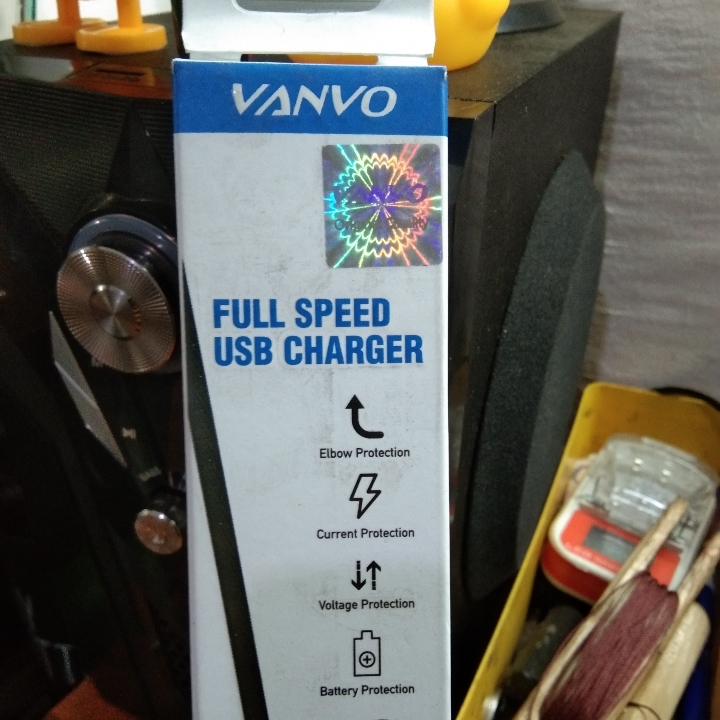 VANVO
FULL SPEED
USB CHARGER
Elbow Protection
Current Protection
Voltage Protection
Battery Protection